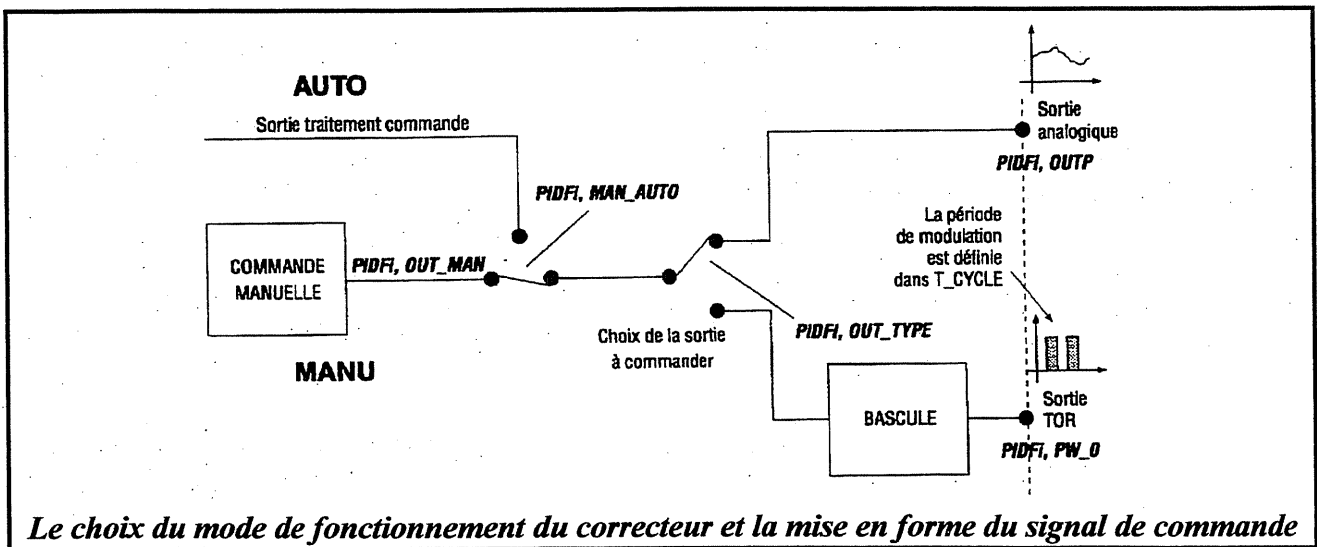 AUTO
Sortie traitement commande
PIDFi, MAN_AUTO
COMMANDE
MANUELLE
PIDFi, OUT_MAN
MANU
Choix de la sortie
à commander
PIDFi, OUT_TYPE
Sortie
analogique
PIDFi, OUTP
La période
de modulation
est définie
dans T_CYCLE
BASCULE
Sortie
TOR
PIDFi, PW_0
Le choix du mode de fonctionnement du correcteur et la mise en forme du signal de commande